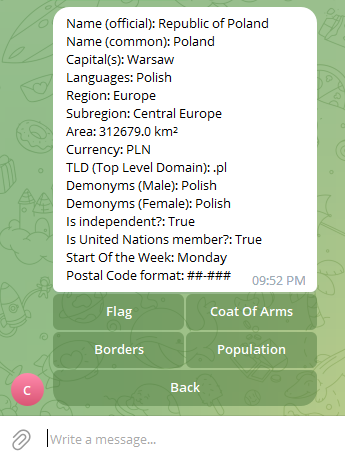 Name (official): Republic of Poland
Name (common): Poland
Capital(s): Warsaw
Languages: Polish
Region: Europe
Subregion: Central Europe
Area: 312679.0 km²
Currency: PLN
TLD (Top Level Domain): .pl
Demonyms (Male): Polish
Demonyms (Female): Polish
Is independent?: True
Is United Nations member?: True
Start Of the Week: Monday
Postal Code format: ##-###
09:52 PM
Flag
Coat Of Arms
Borders
Population
Back
C
Write a message...